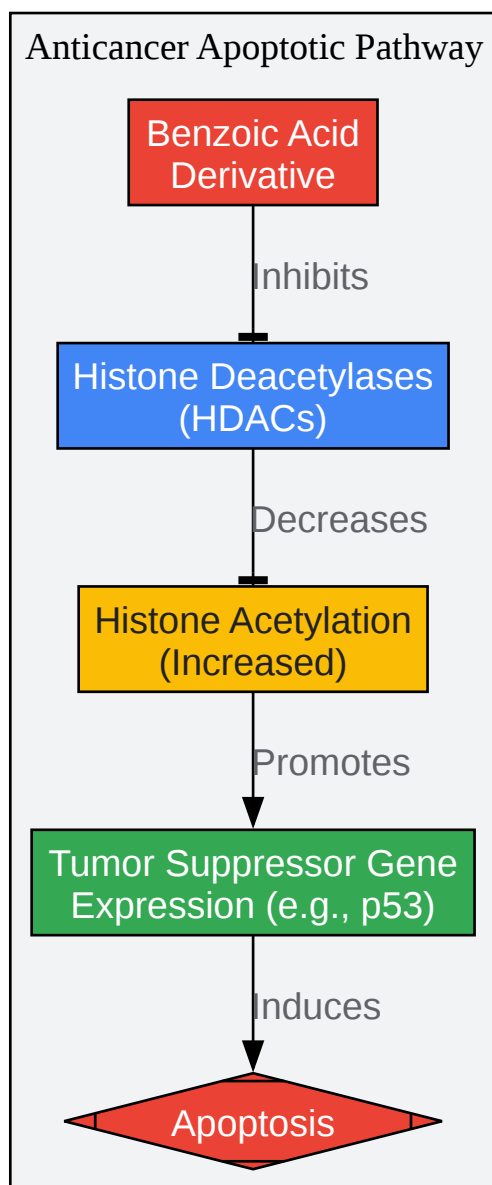 Anticancer Apoptotic Pathway
Benzoic Acid
Derivative
Inhibits
Histone Deacetylases
(HDACs)
Decreases
Histone Acetylation
(Increased)
Promotes
Tumor Suppressor Gene
Expression (e.g., p53)
Induces
Apoptosis